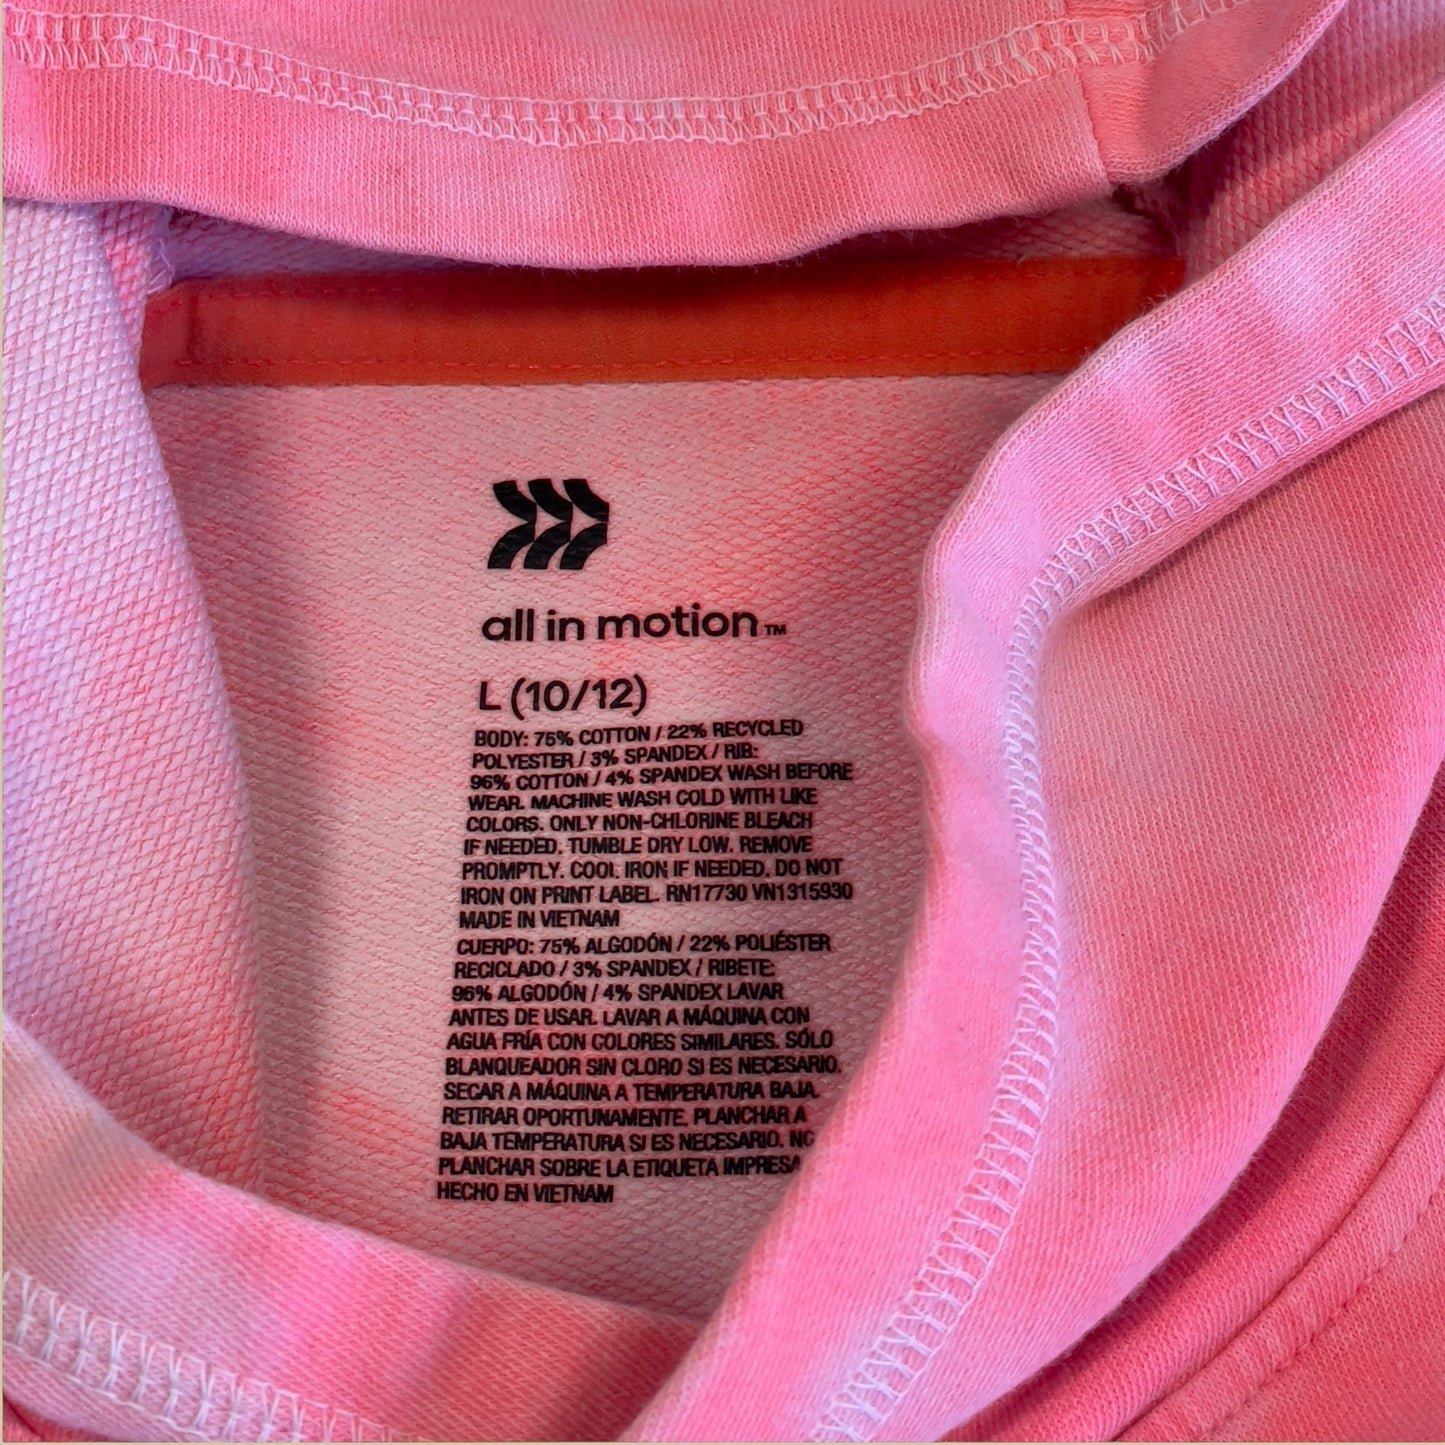 all in motion™
L (10/12)
BODY: 75% COTTON / 22% RECYCLED
POLYESTER / 3% SPANDEX / RIB:
96% COTTON / 4% SPANDEX WASH BEFORE
WEAR. MACHINE WASH COLD WITH LIKE
COLORS. ONLY NON-CHLORINE BLEACH
IF NEEDED. TUMBLE DRY LOW. REMOVE
PROMPTLY. COOL IRON IF NEEDED. DO NOT
IRON ON PRINT LABEL. RN17730 VN1315930
MADE IN VIETNAM
CUERPO: 75% ALGODÓN / 22% POLIÉSTER
RECICLADO / 3% SPANDEX / RIBETE:
96% ALGODÓN / 4% SPANDEX LAVAR
ANTES DE USAR. LAVAR A MÁQUINA CON
AGUA FRÍA CON COLORES SIMILARES. SÓLO
BLANQUEADOR SIN CLORO SI ES NECESARIO.
SECAR A MÁQUINA A TEMPERATURA BAJA.
RETIRAR OPORTUNAMENTE. PLANCHAR A
BAJA TEMPERATURA SI ES NECESARIO. NO
PLANCHAR SOBRE LA ETIQUETA IMPRESA
HECHO EN VIETNAM